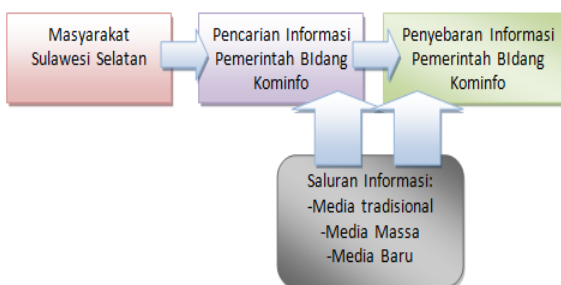 Masyarakat
Sulawesi Selatan
Pencarian Informasi
Pemerintah BIdang
Kominfo
Penyebaran Informasi
Pemerintah BIdang
Kominfo
Saluran Informasi:
-Media tradisional
-Media Massa
-Media Baru